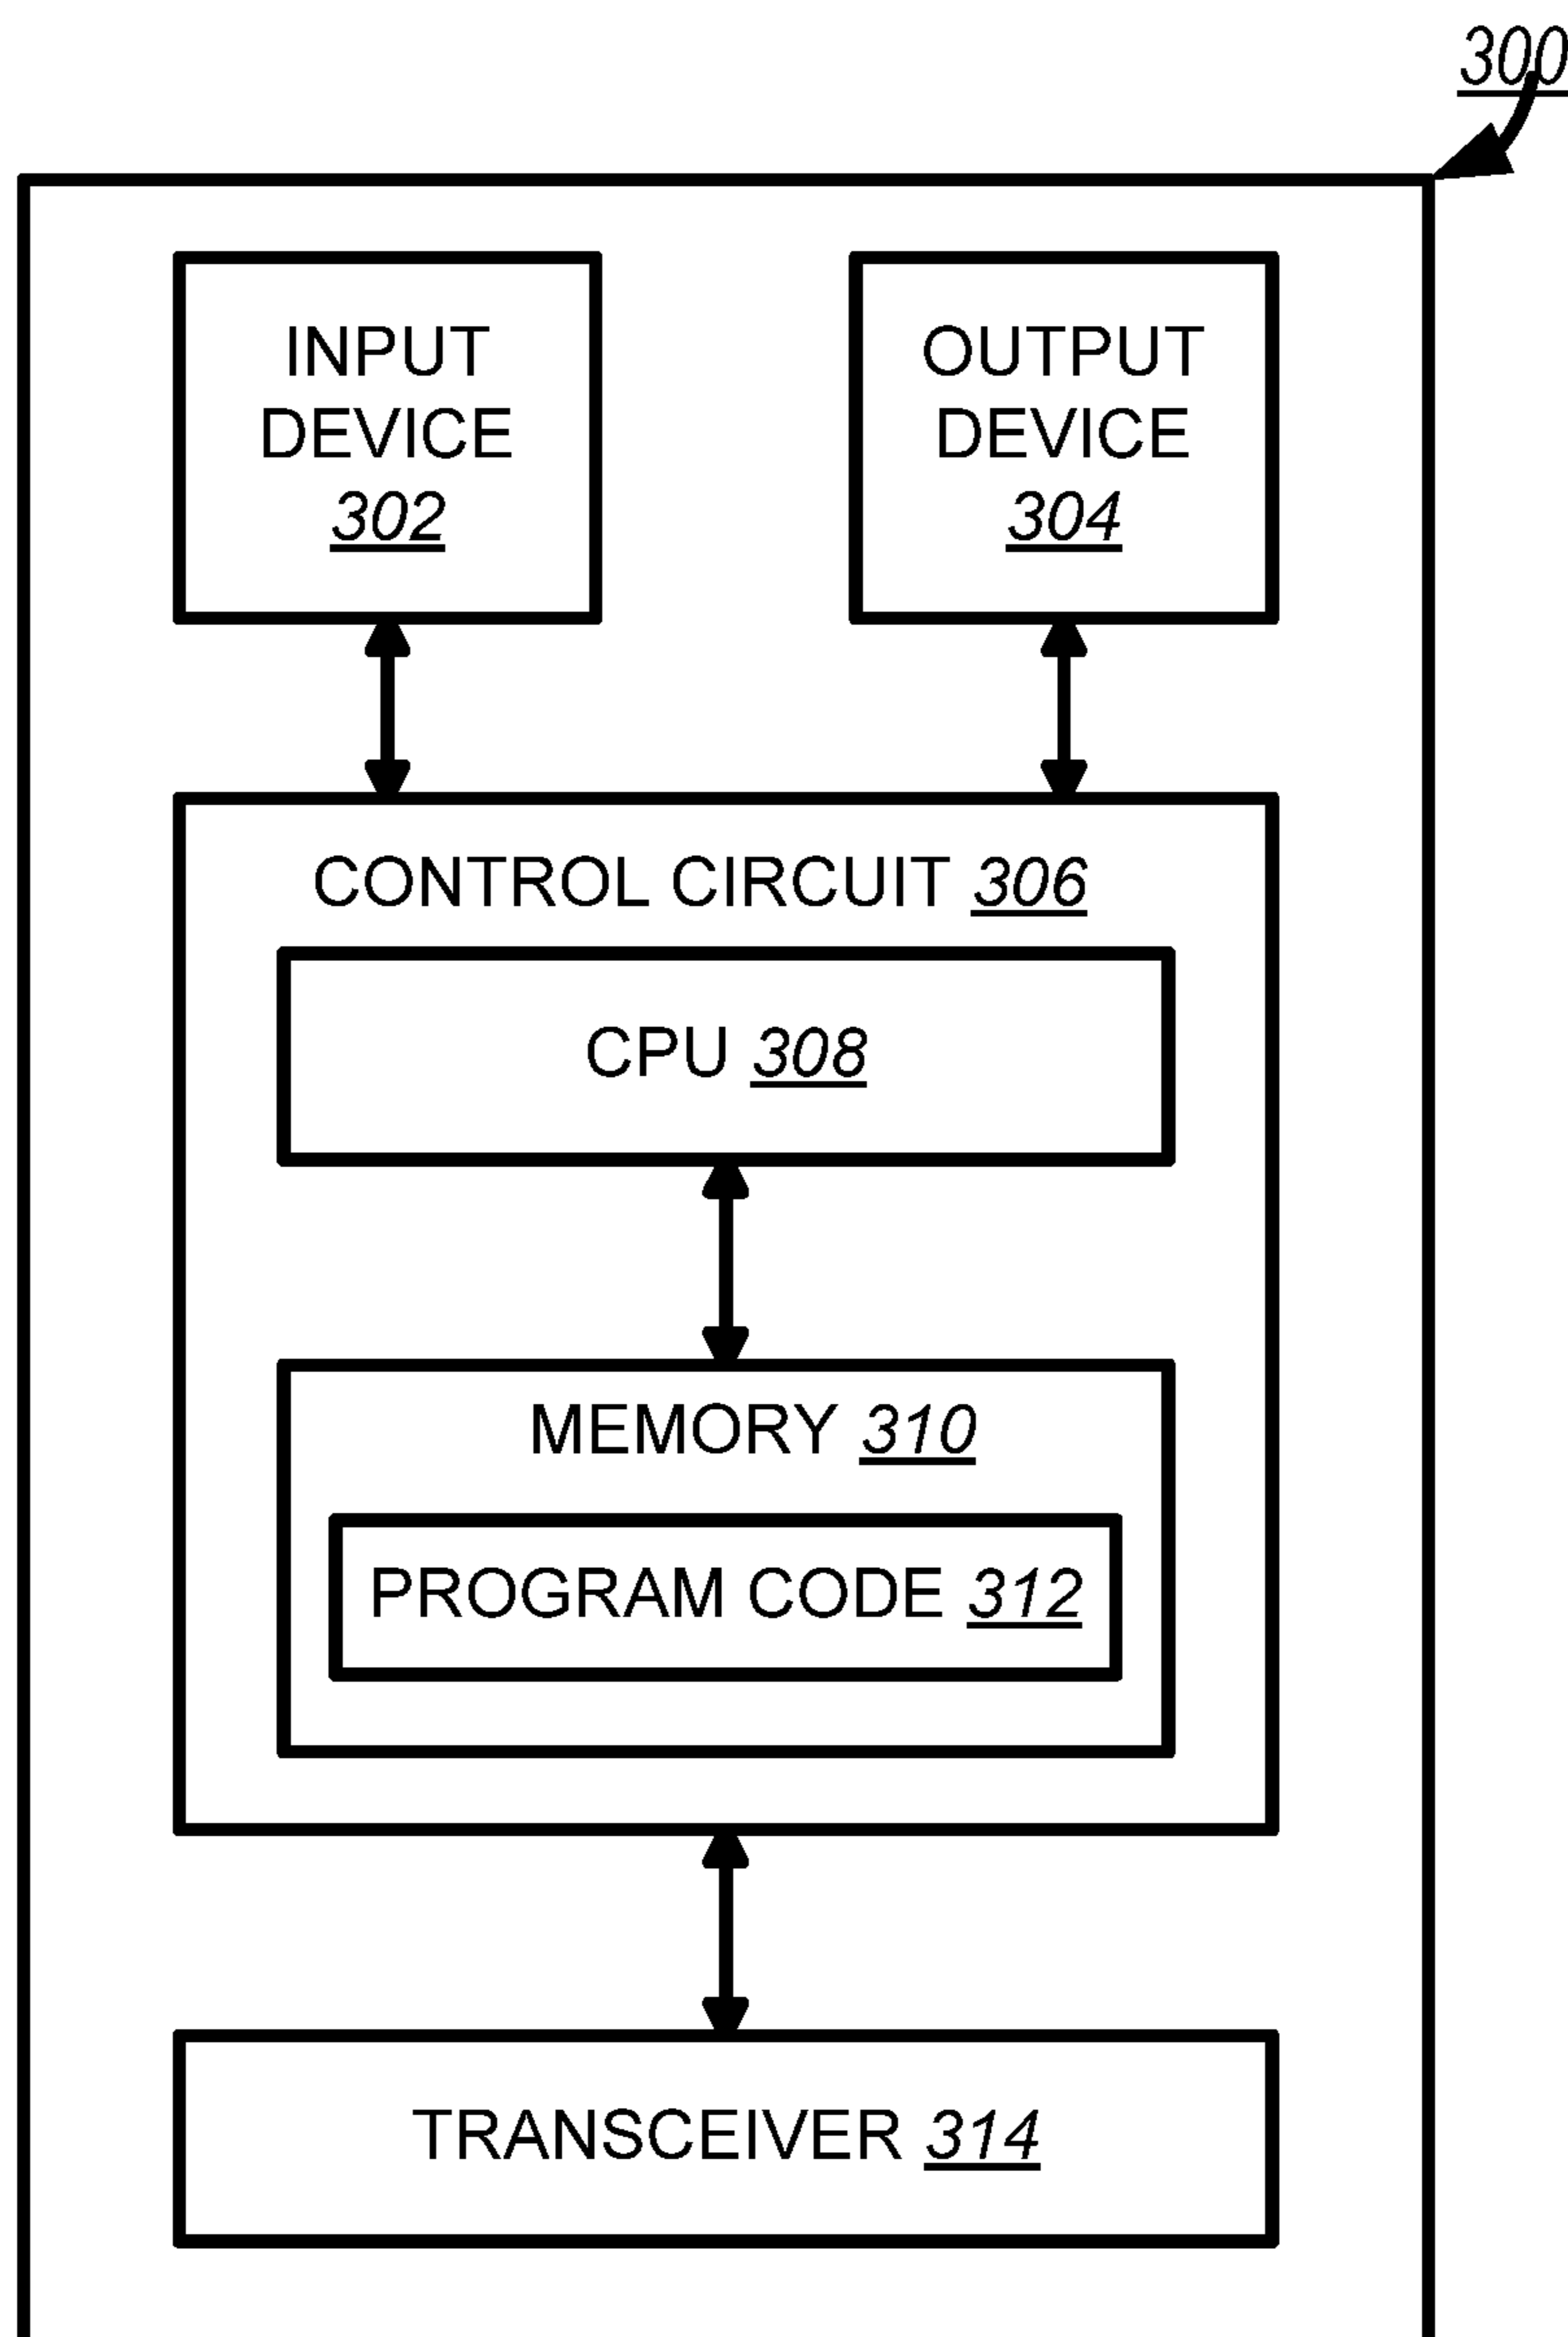 300
INPUT
DEVICE
302
OUTPUT
DEVICE
304
CONTROL CIRCUIT 306
CPU 308
MEMORY 310
PROGRAM CODE 312
TRANSCEIVER 314